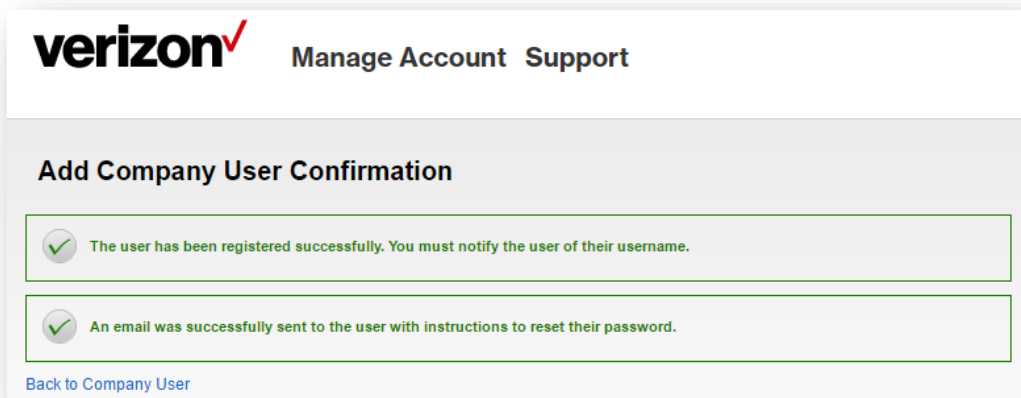 verizon
Manage Account Support
Add Company User Confirmation
The user has been registered successfully. You must notify the user of their username.
An email was successfully sent to the user with instructions to reset their password.
Back to Company User